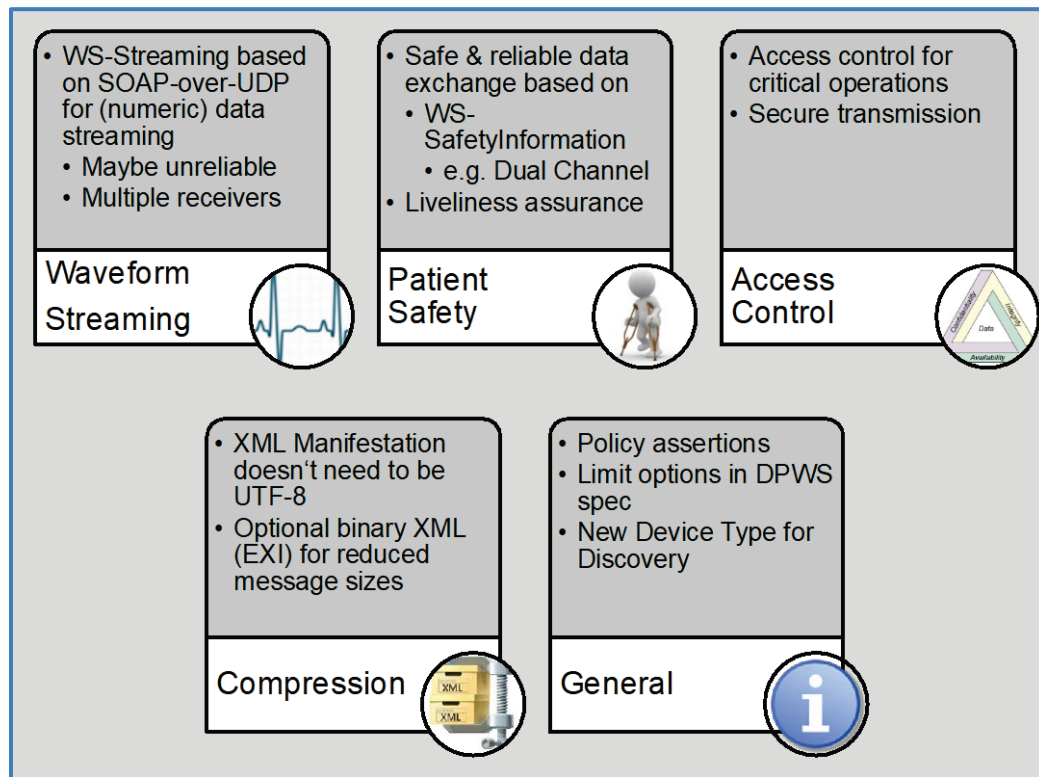 • WS-Streaming based
on SOAP-over-UDP
for (numeric) data
streaming
• Maybe unreliable
• Multiple receivers
Waveform
Streaming
• Safe & reliable data
exchange based on
• WS-
SafetyInformation
• e.g. Dual Channel
• Liveliness assurance
Patient
Safety
• Access control for
critical operations
• Secure transmission
Access
Control
Confidentiality
Integrity
Data
Availability
• XML Manifestation
doesn‘t need to be
UTF-8
• Optional binary XML
(EXI) for reduced
message sizes
Compression
XML
XML
• Policy assertions
• Limit options in DPWS
spec
• New Device Type for
Discovery
General
i